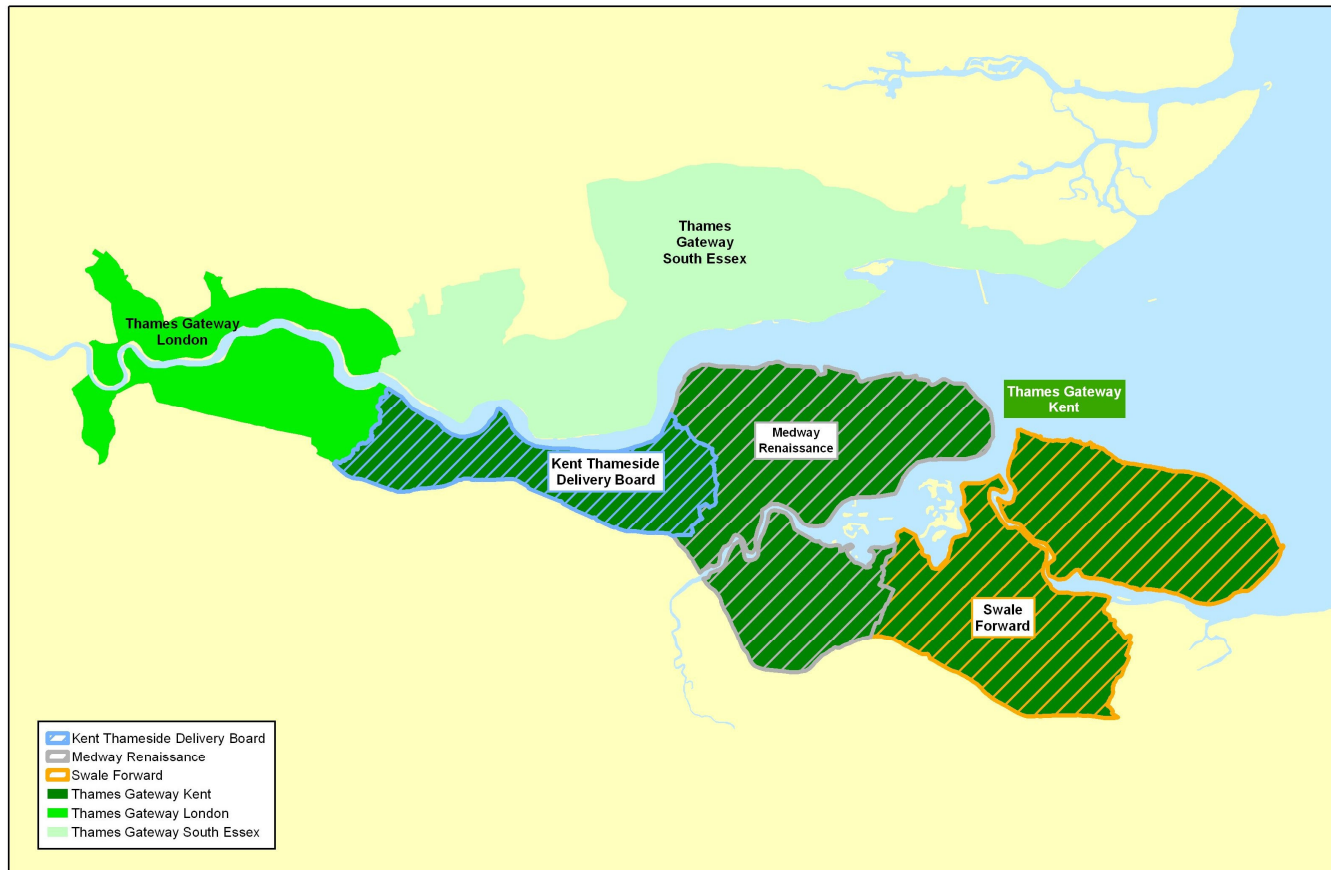 Thames
Gateway
South Essex
Thames Gateway
London
Thames Gateway
Kent
Medway
Renaissance
Kent Thameside
Delivery Board
Swale
Forward
Kent Thameside Delivery Board
Medway Renaissance
Swale Forward
Thames Gateway Kent
Thames Gateway London
Thames Gateway South Essex